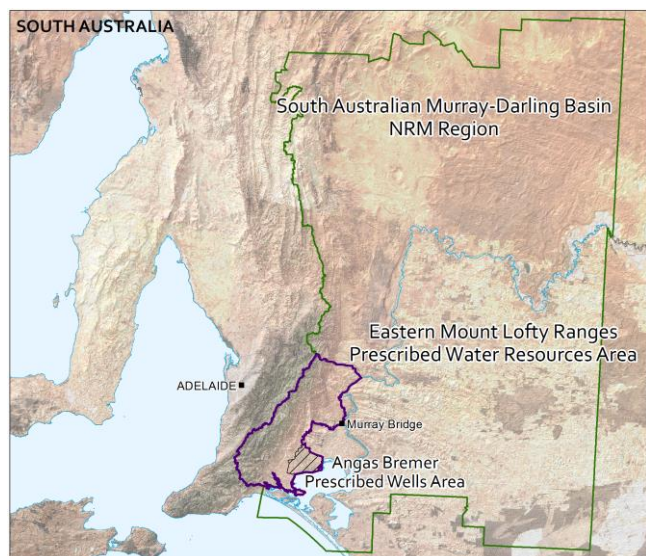 SOUTH AUSTRALIA
South Australian Murray-Darling Basin
NRM Region
Eastern Mount Lofty Ranges
Prescribed Water Resources Area
ADELAIDE
Murray Bridge
Angas Bremer
Prescribed Wells Area